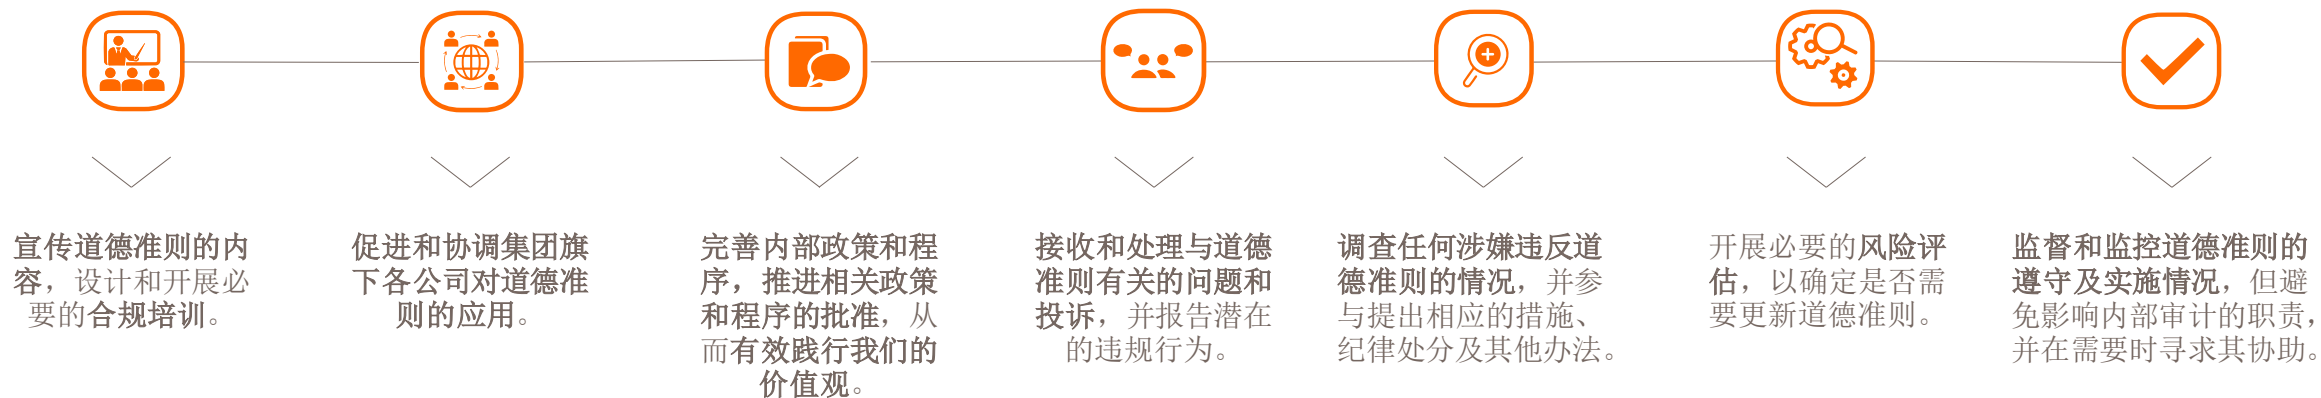 宣传道德准则的内
容，设计和开展必
要的合规培训。
促进和协调集团旗
下各公司对道德准
则的应用。
完善内部政策和程
序，推进相关政策
和程序的批准，从
而有效践行我们的
价值观。
接收和处理与道德
准则有关的问题和
投诉，并报告潜在
的违规行为。
调查任何涉嫌违反道
德准则的情况，并参
与提出相应的措施、
纪律处分及其他办法。
开展必要的风险评
估，以确定是否需
要更新道德准则。
监督和监控道德准则的
遵守及实施情况，但避
免影响内部审计的职责，
并在需要时寻求其协助。